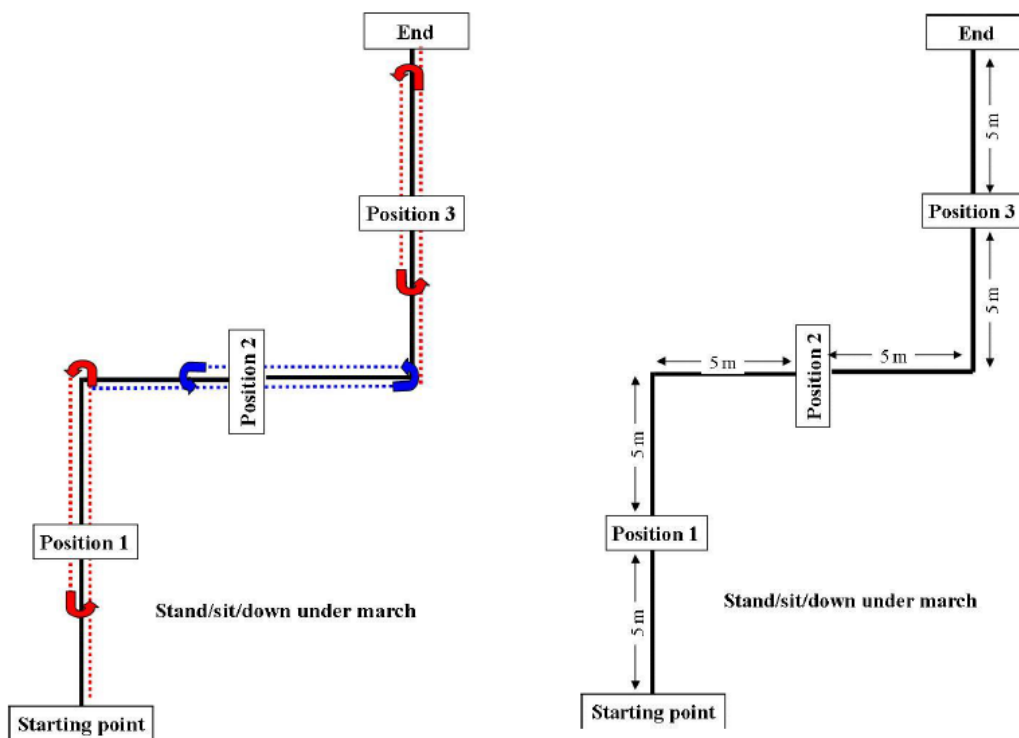 End
Position 3
Position 2
Position 1
Stand/sit/down under march
Starting point
End
5 m
Position 3
5 m
5 m
5 m
Position 2
5 m
Position 1
5 m
Stand/sit/down under march
Starting point